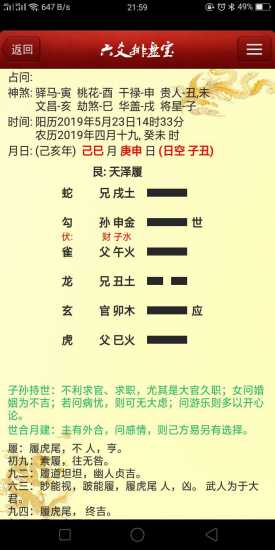 647 B/s 21:59 49%
返回 六爻排盘宝
占问:
神煞: 驿马-寅 桃花-酉 干禄-申 贵人-丑,未
文昌-亥 劫煞-巳 华盖-戌 将星-子
时间: 阳历2019年5月23日14时33分
农历2019年四月十九, 癸未 时
月日: (己亥年) 己巳 月 庚申 日 (日空 子丑)
艮: 天泽履
蛇 兄 戌土
勾 孙 申金 世
伏: 财 子水
雀 父 午火
龙 兄 丑土
玄 官 卯木 应
虎 父 巳火
子孙持世: 不利求官、求职，尤其是大官久职；女问婚
姻为不吉；若问病忧，则可无大虑；问游乐则多以开心
论。
世合月建: 主有外合，问感情，则己方易另有选择。
履：履虎尾，不 人，亨。
初九：素履，往无咎。
九二：履道坦坦，幽人贞吉。
六三：眇能视，跛能履，履虎尾 人，凶。 武人为于大
君。
九四：履虎尾， 终吉。